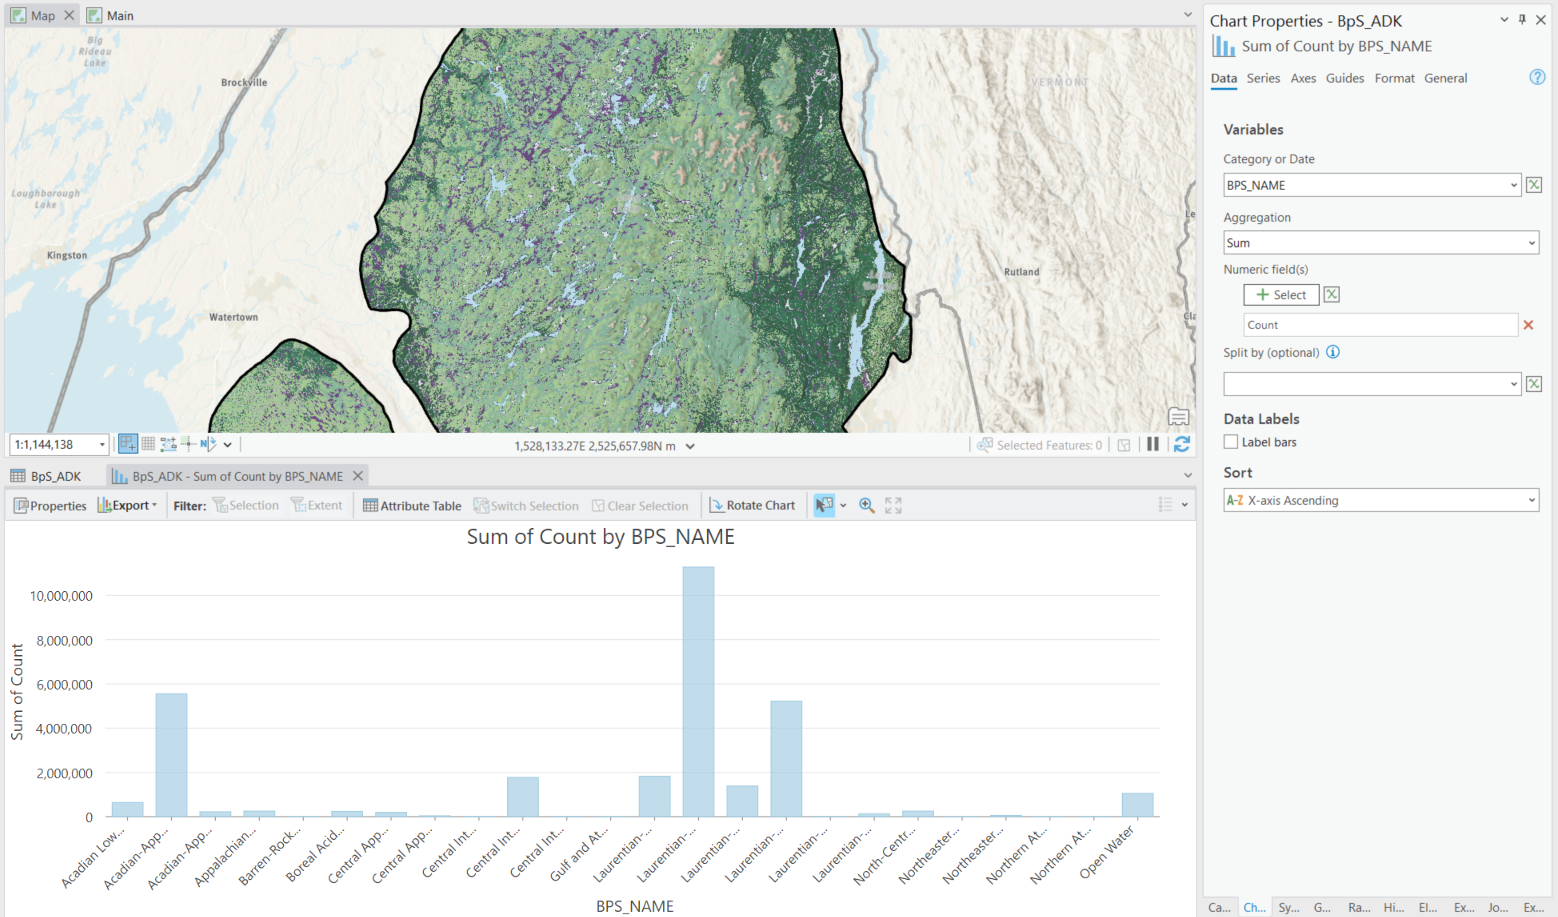 Map
Main
Big
Rideau
Lake
Brockville
VERMONT
Loughborough
Lake
Kingston
Rutland
Watertown
1:1,144,138
1,528,133.27E 2,525,657.98N m
Selected Features: 0
BpS_ADK
BpS_ADK - Sum of Count by BPS_NAME
Properties
Export
Filter:
Selection
Extent
Attribute Table
Switch Selection
Clear Selection
Rotate Chart
Sum of Count by BPS_NAME
Sum of Count
10,000,000
8,000,000
6,000,000
4,000,000
2,000,000
0
Acadian Low...
Acadian-App...
Acadian-App...
Appalachian...
Barren-Rock...
Boreal Acid...
Central App...
Central App...
Central Int...
Central Int...
Central Int...
Gulf and At...
Laurentian-...
Laurentian-...
Laurentian-...
Laurentian-...
Laurentian-...
Laurentian-...
North-Centr...
Northeaster...
Northeaster...
Northern At...
Northern At...
Open Water
BPS_NAME
Chart Properties - BpS_ADK
Sum of Count by BPS_NAME
Data Series Axes Guides Format General
Variables
Category or Date
BPS_NAME
Aggregation
Sum
Numeric field(s)
Select
Count
Split by (optional)
Data Labels
Label bars
Sort
A-Z X-axis Ascending
Ca... Ch... Sy... G... Ra... Hi... El... Ex... Jo... Ex...